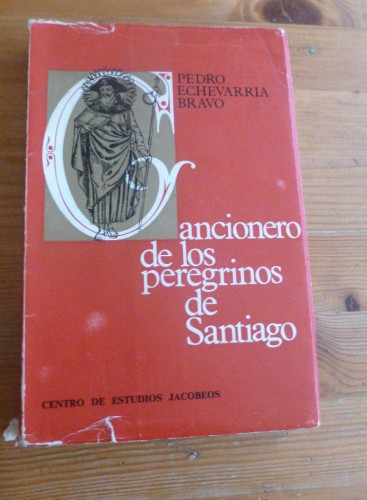 PEDRO
ECHEVARRIA
BRAVO
Cancionero
de los
peregrinos
de
Santiago
CENTRO DE ESTUDIOS JACOBEOS